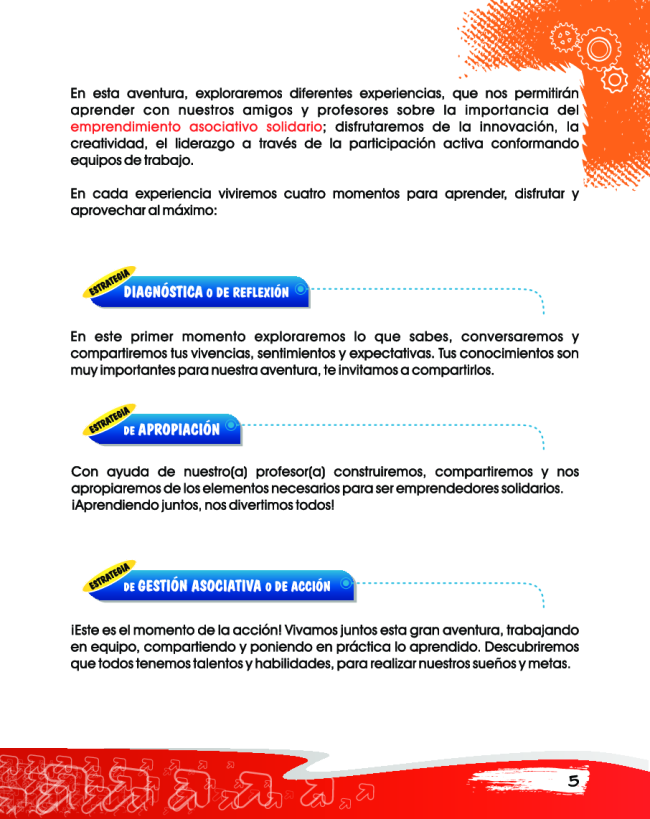 En esta aventura, exploraremos diferentes experiencias, que nos permitirán
aprender con nuestros amigos y profesores sobre la importancia del
emprendimiento asociativo solidario; disfrutaremos de la innovación, la
creatividad, el liderazgo a través de la participación activa conformando
equipos de trabajo.
En cada experiencia viviremos cuatro momentos para aprender, disfrutar y
aprovechar al máximo:
ESTRATEGIA
DIAGNÓSTICA O DE REFLEXIÓN
En este primer momento exploraremos lo que sabes, conversaremos y
compartiremos tus vivencias, sentimientos y expectativas. Tus conocimientos son
muy importantes para nuestra aventura, te invitamos a compartirlos.
ESTRATEGIA
DE APROPIACIÓN
Con ayuda de nuestro(a) profesor(a) construiremos, compartiremos y nos
apropiaremos de los elementos necesarios para ser emprendedores solidarios.
¡Aprendiendo juntos, nos divertimos todos!
ESTRATEGIA
DE GESTIÓN ASOCIATIVA O DE ACCIÓN
¡Este es el momento de la acción! Vivamos juntos esta gran aventura, trabajando
en equipo, compartiendo y poniendo en práctica lo aprendido. Descubriremos
que todos tenemos talentos y habilidades, para realizar nuestros sueños y metas.
5